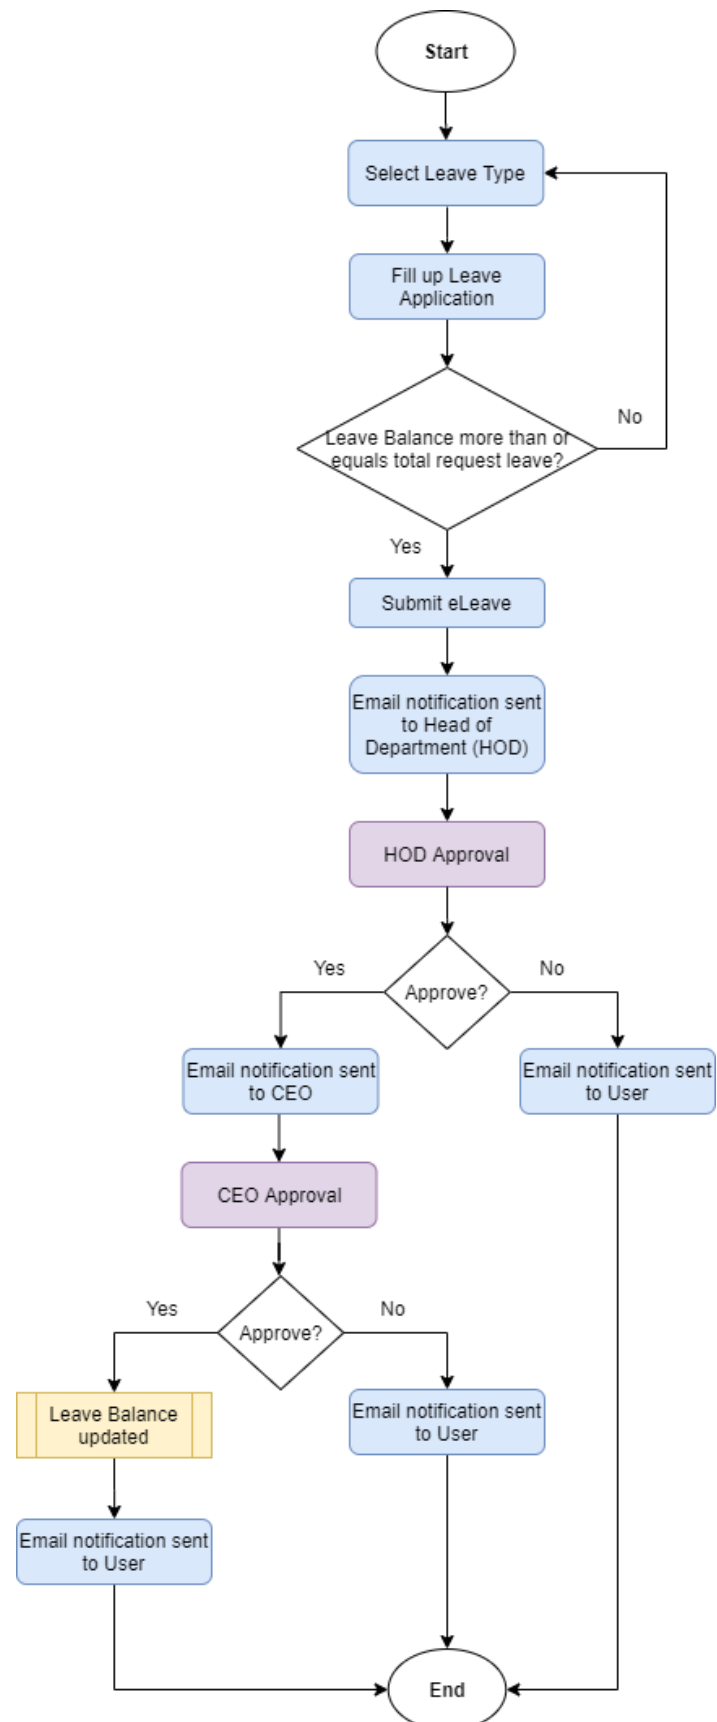 Start
Select Leave Type
Fill up Leave
Application
No
Leave Balance more than or
equals total request leave?
Yes
Submit eLeave
Email notification sent
to Head of
Department (HOD)
HOD Approval
Yes
No
Approve?
Email notification sent
to CEO
Email notification sent
to User
CEO Approval
Yes
No
Approve?
Leave Balance
updated
Email notification sent
to User
Email notification sent
to User
End